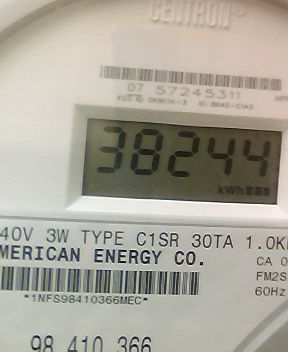 CENTRON®
07 57245311
38244
kWh
40V 3W TYPE C1SR 30TA 1.0K
MERICAN ENERGY CO.
CA 0
FM2S
*1NFS98410366MEC*
60Hz
98 410 366